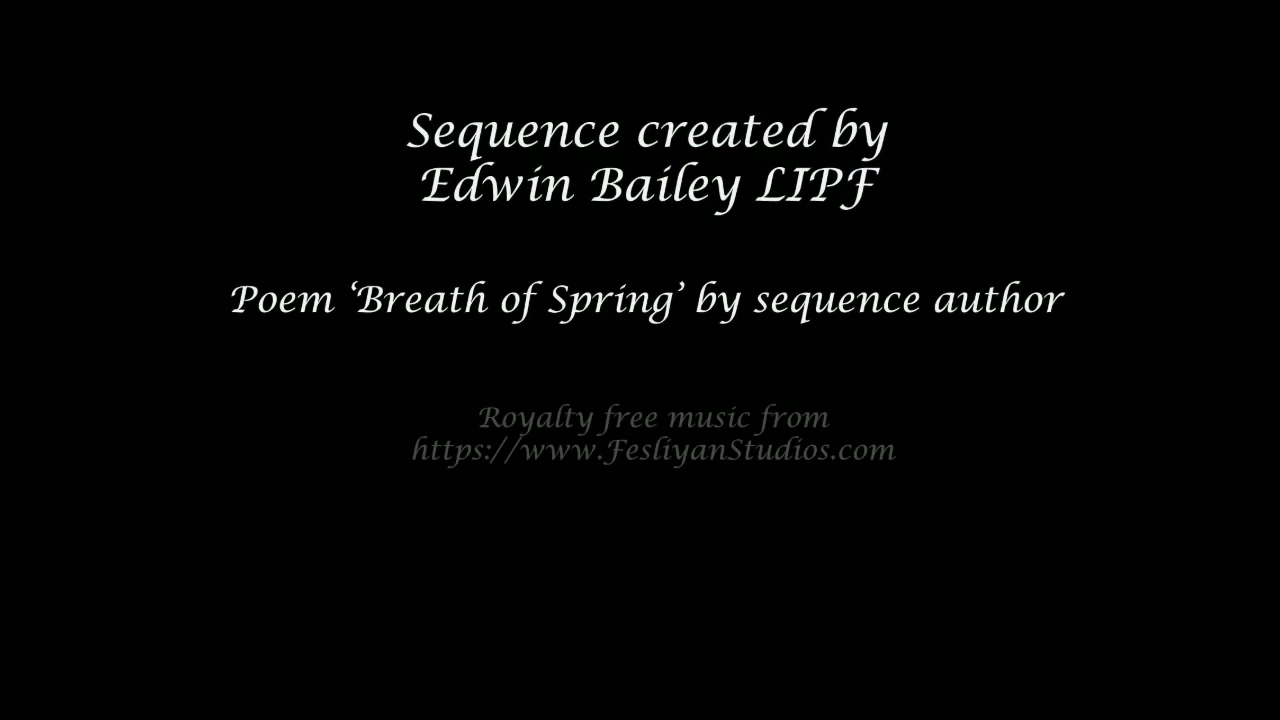 Sequence created by
Edwin Bailey LIPF
Poem ‘Breath of Spring’ by sequence author
Royalty free music from
https://www.FesliyanStudios.com